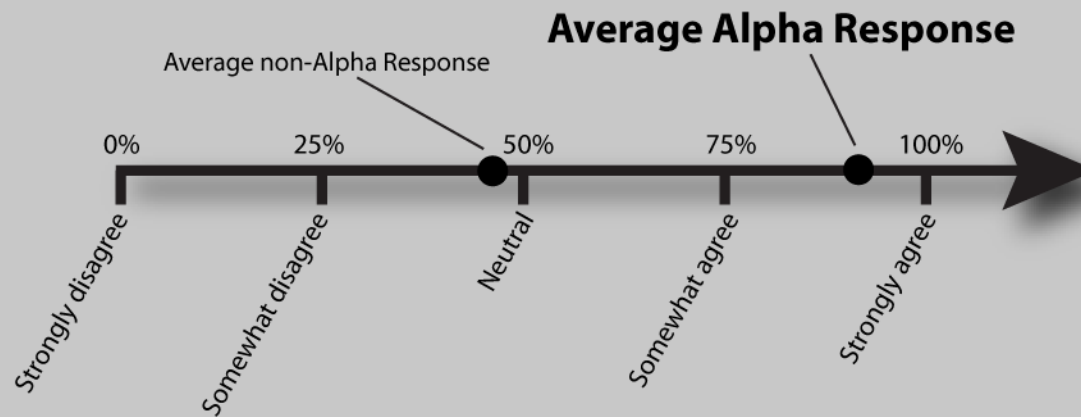 Average Alpha Response
Average non-Alpha Response
0% 25% 50% 75% 100%
Strongly disagree
Somewhat disagree
Neutral
Somewhat agree
Strongly agree